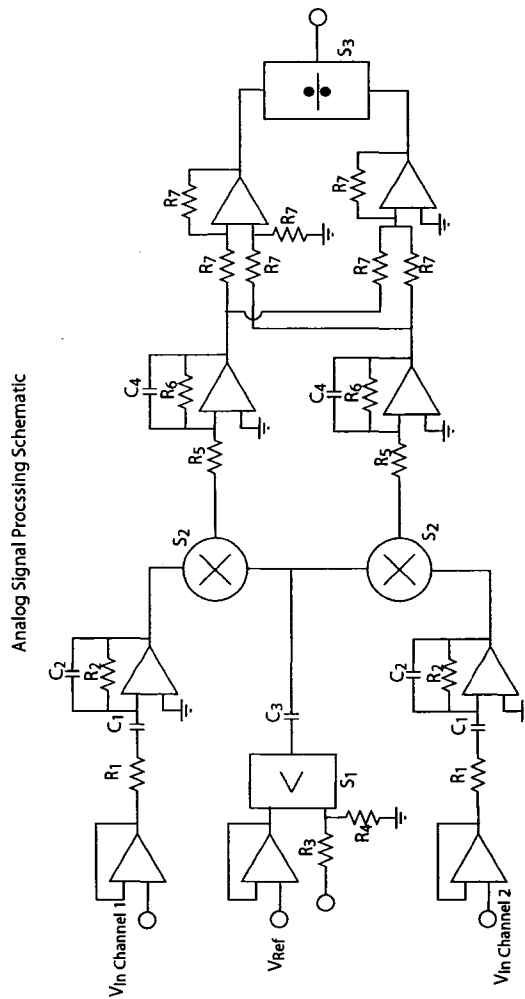 Analog Signal Procssing Schematic
VIn Channel 1
R1
C1
C2
R2
S2
R5
C4
R6
R7
R7
R7
R7
VRef
R3
R4
S1
C3
S3
VIn Channel 2
R1
C1
C2
R2
S2
R5
C4
R6
R7
R7
R7